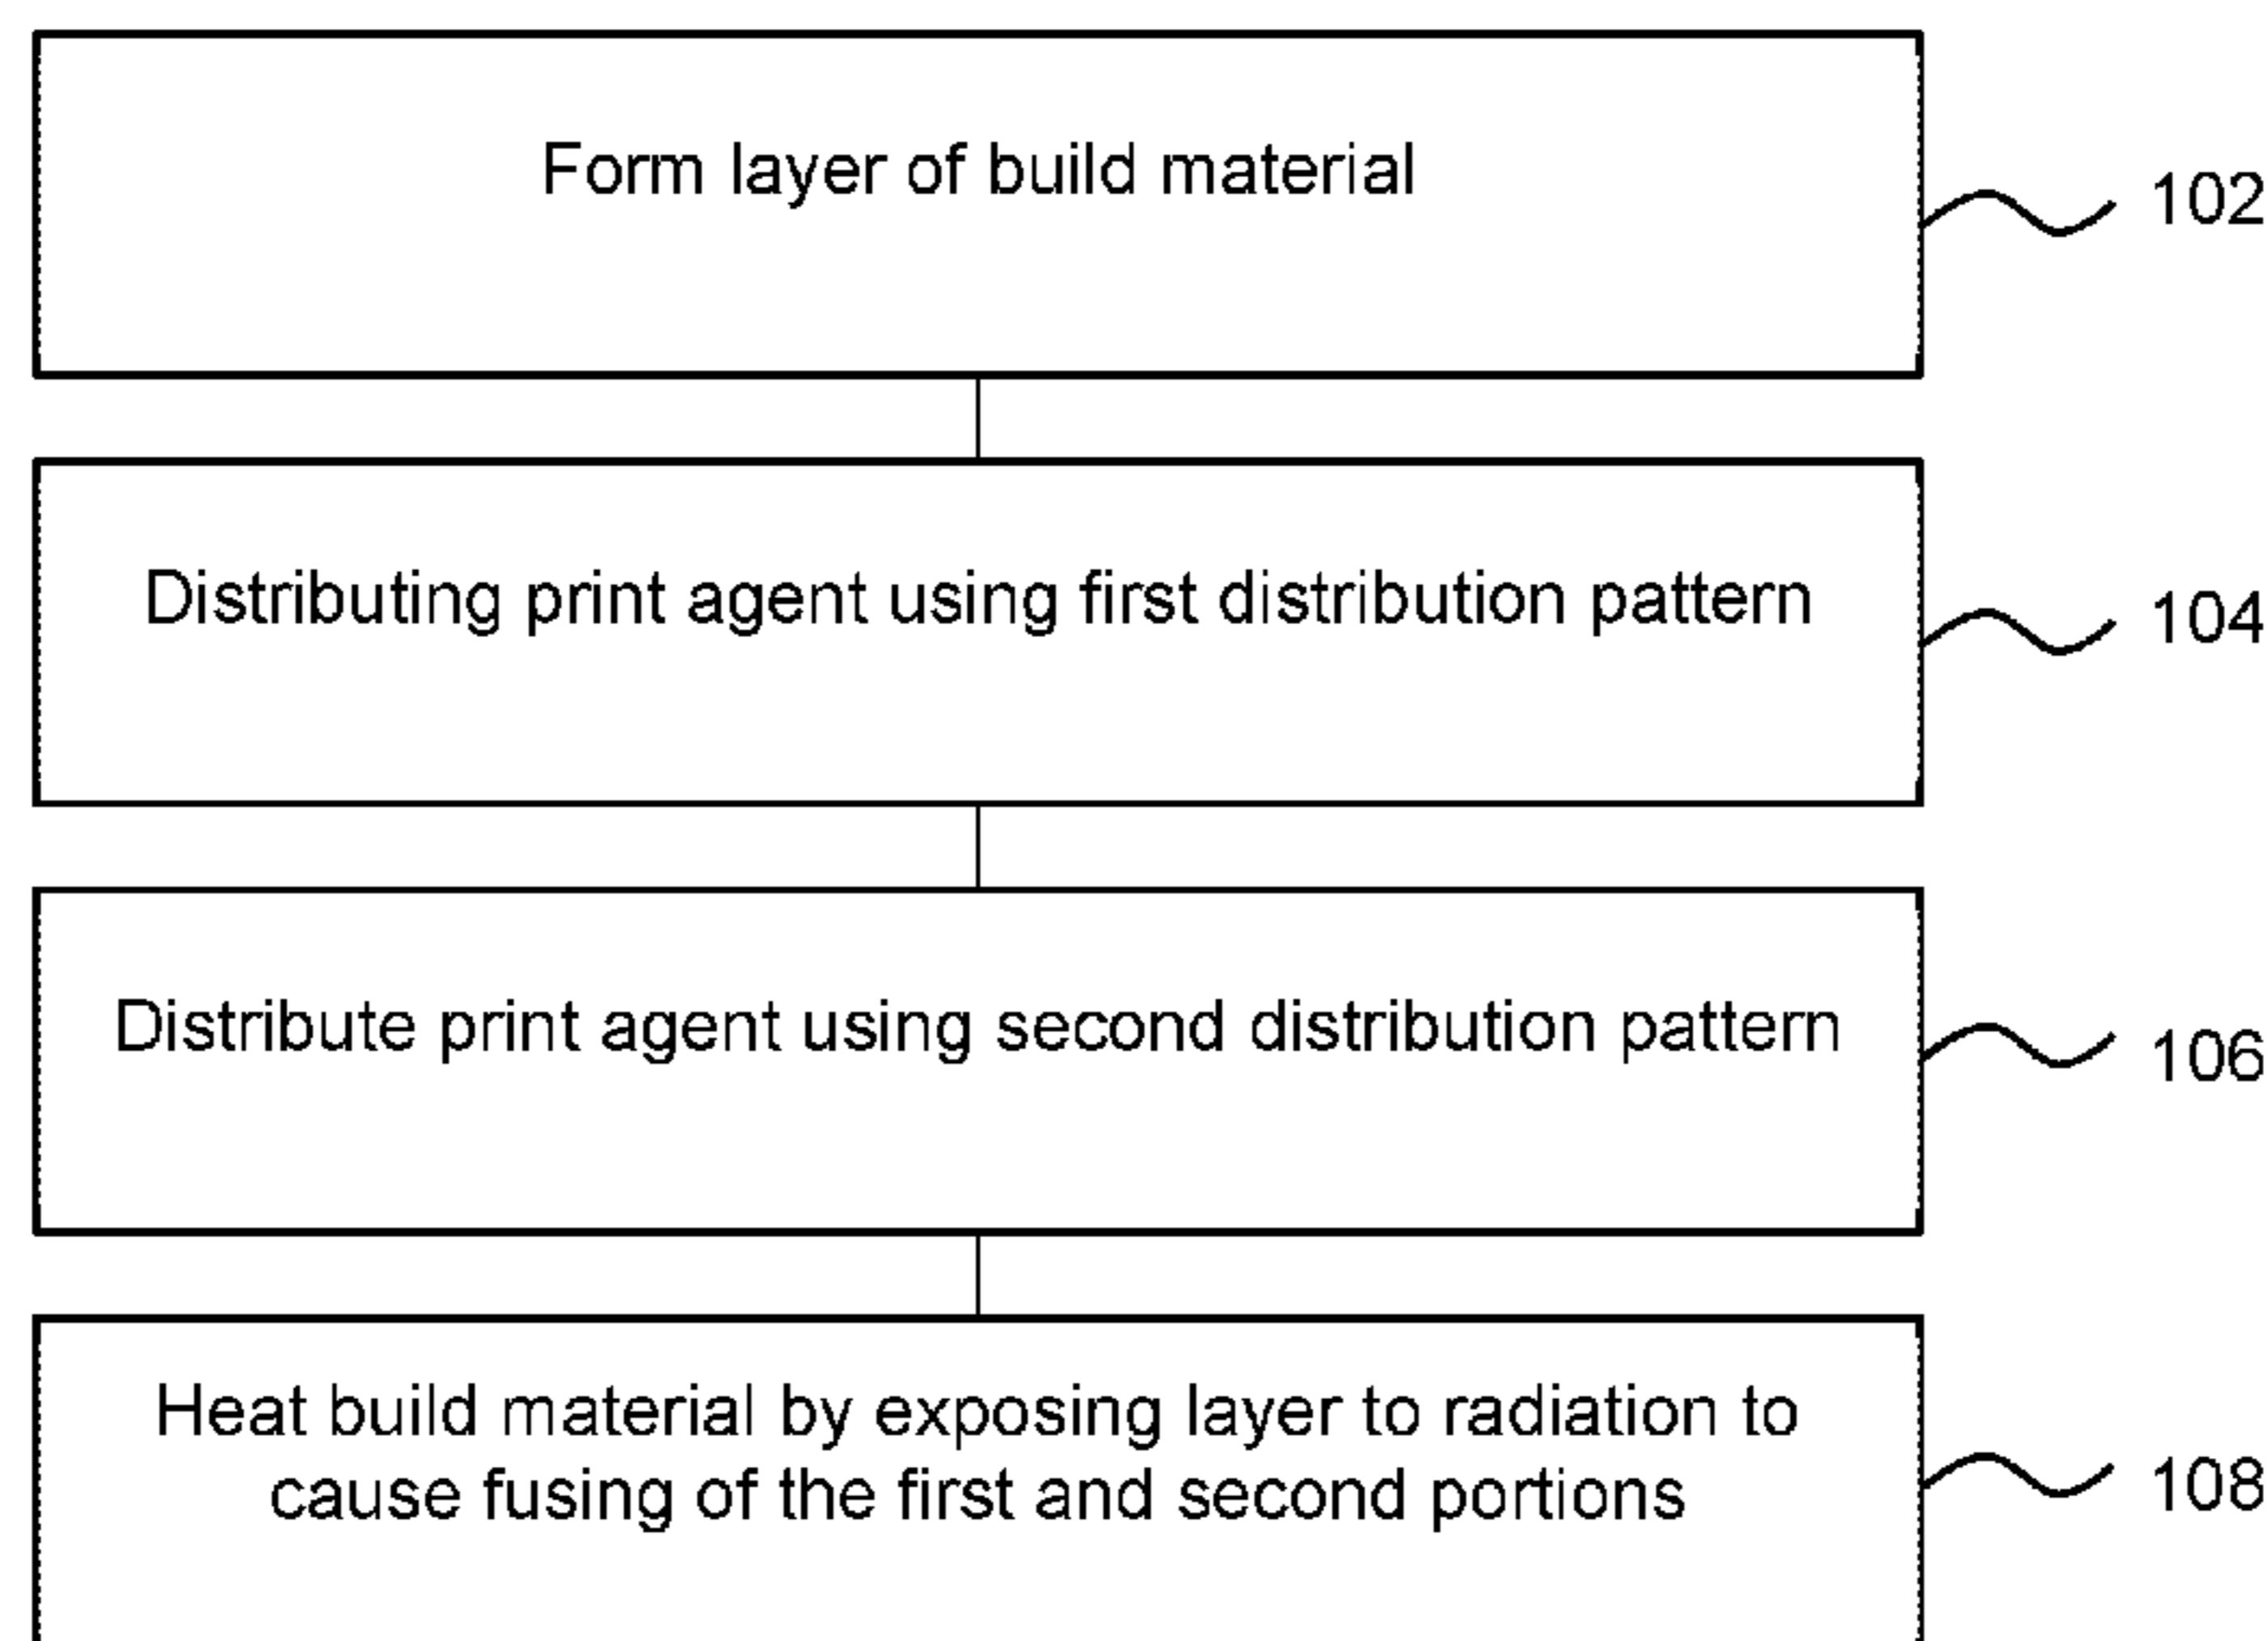 Form layer of build material
102
Distributing print agent using first distribution pattern
104
Distribute print agent using second distribution pattern
106
Heat build material by exposing layer to radiation to
cause fusing of the first and second portions
108